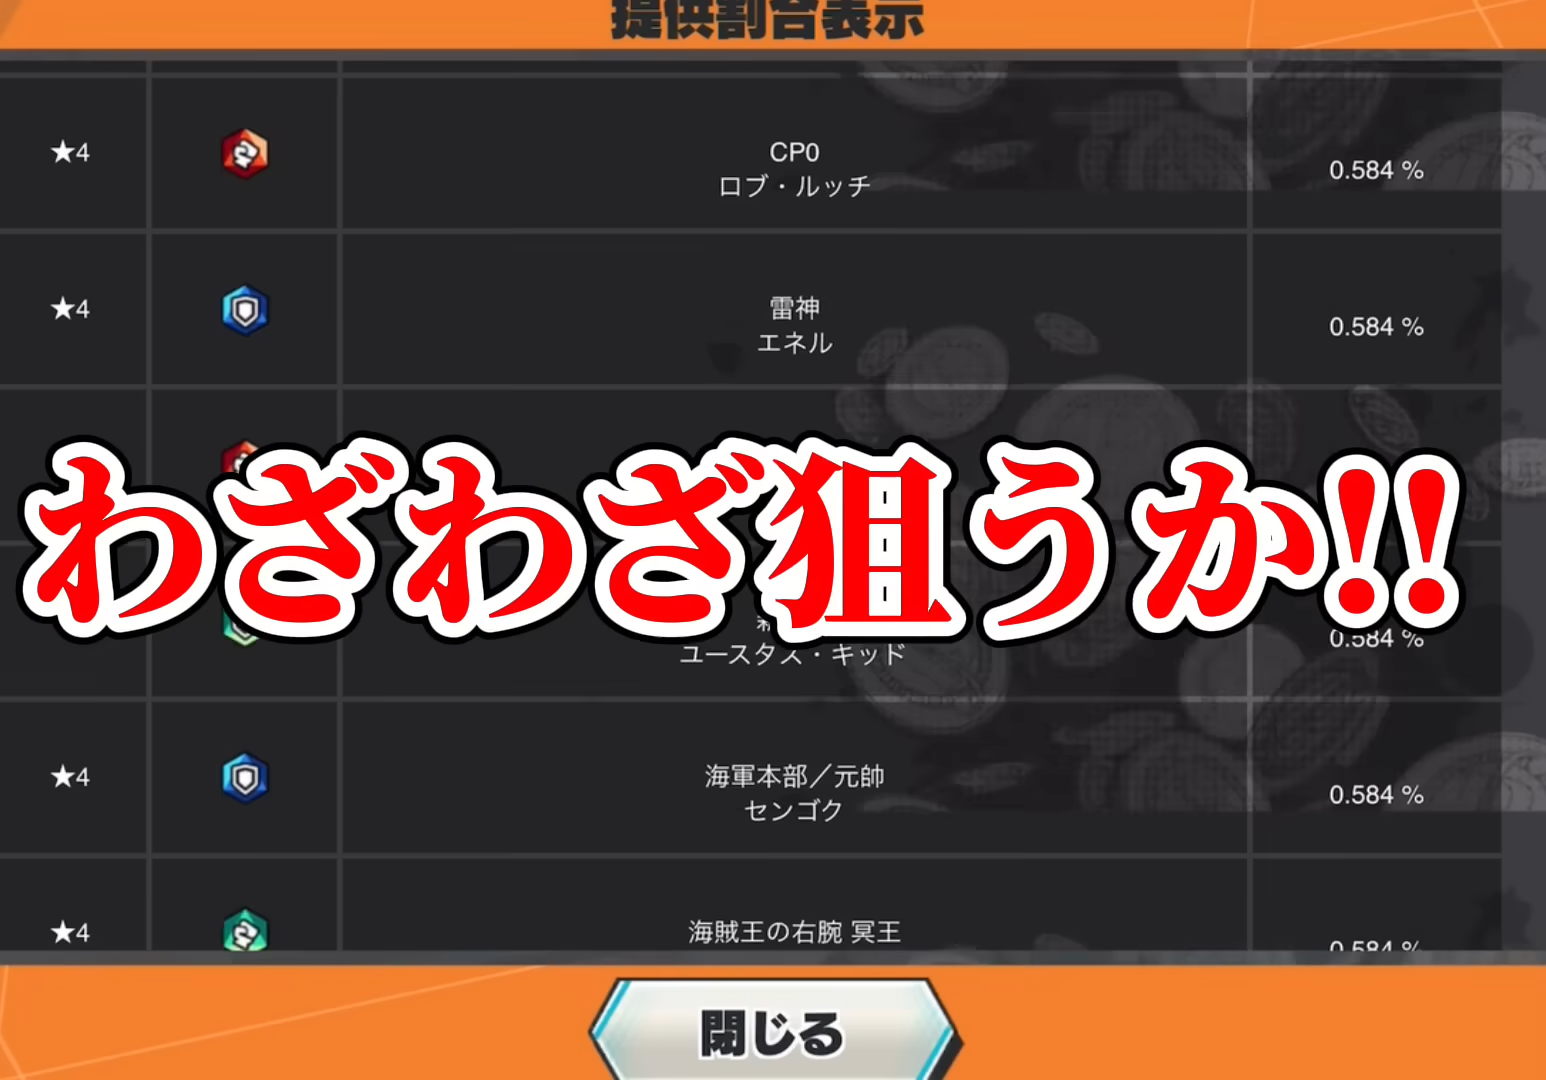 提供割合表示
★4
CP0
ロブ・ルッチ
0.584 %
★4
雷神
エネル
0.584 %
わざわざ狙うか!!
ユースタス・キッド
0.584 %
★4
海軍本部／元帥
センゴク
0.584 %
★4
海賊王の右腕 冥王
0.584 %
閉じる